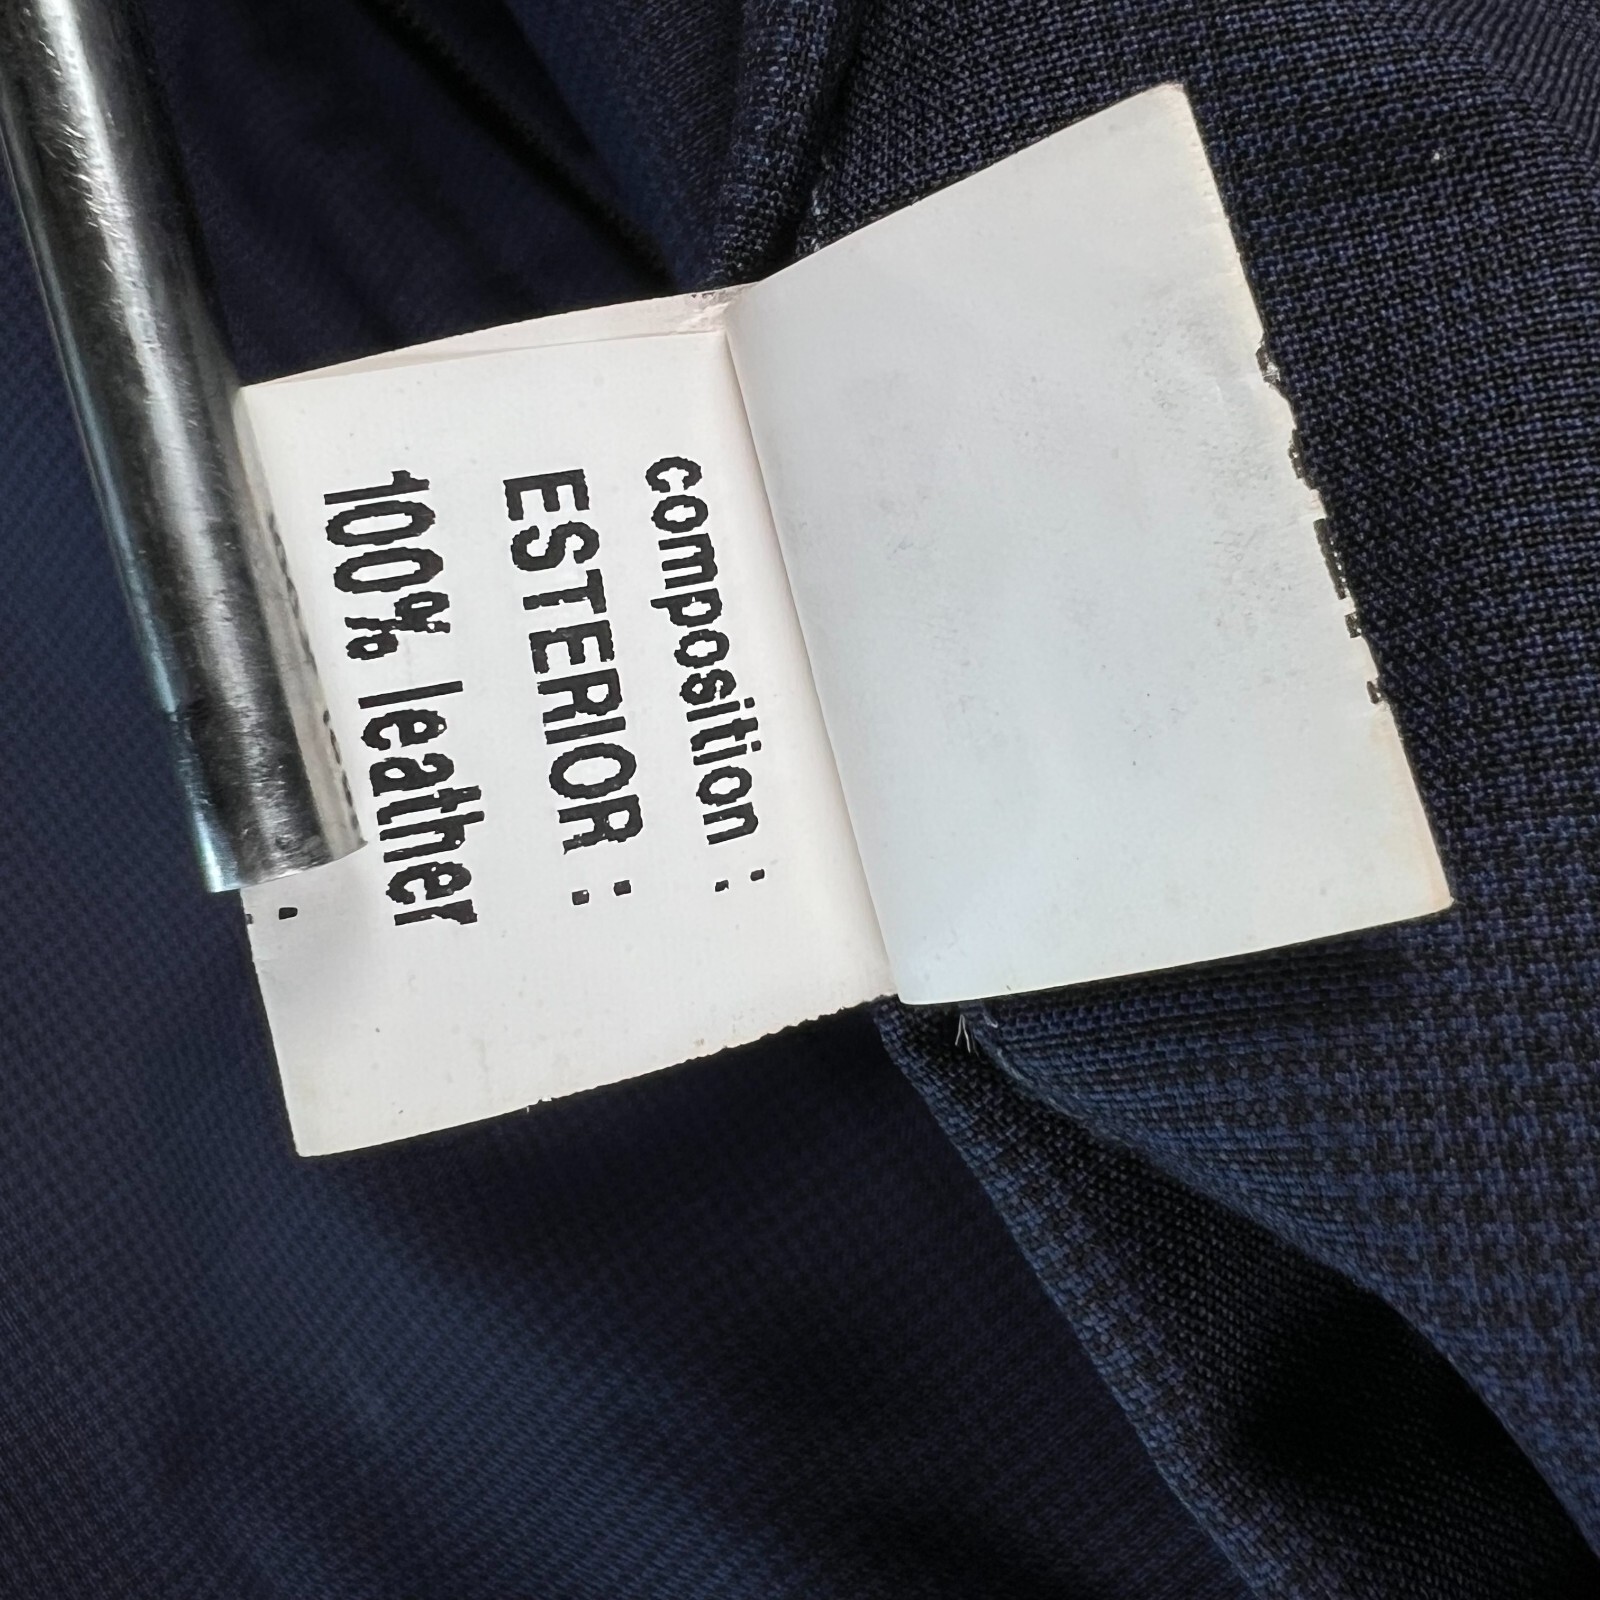 composition :
ESTERIOR :
100% leather